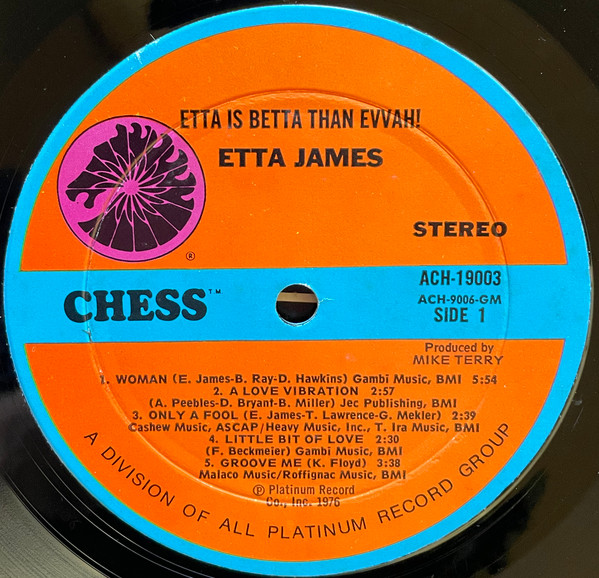 ETTA IS BETTA THAN EVVAH!
ETTA JAMES
®
STEREO
CHESS™
ACH-19003
ACH-9006-GM
SIDE 1
Produced by
MIKE TERRY
1. WOMAN (E. James-B. Ray-D. Hawkins) Gambi Music, BMI 5:54
2. A LOVE VIBRATION 2:57
(A. Peebles-D. Bryant-B. Miller) Jec Publishing, BMI
3. ONLY A FOOL (E. James-T. Lawrence-G. Mekler) 2:39
Cashew Music, ASCAP/Heavy Music, Inc., T. Ira Music, BMI
4. LITTLE BIT OF LOVE 2:30
(F. Beckmeier) Gambi Music, BMI
5. GROOVE ME (K. Floyd) 3:38
Malaco Music/Roffignac Music, BMI
℗ Platinum Record
Co., Inc. 1976
A DIVISION OF ALL PLATINUM RECORD GROUP